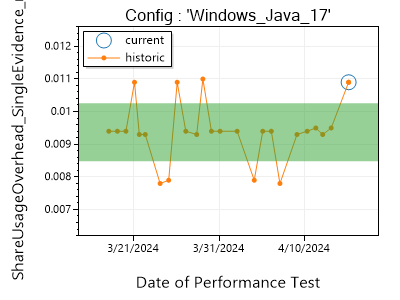 Config : 'Windows_Java_17'
ShareUsageOverhead_SingleEvidence_
current
historic
0.012
0.011
0.01
0.009
0.008
0.007
3/21/2024
3/31/2024
4/10/2024
Date of Performance Test